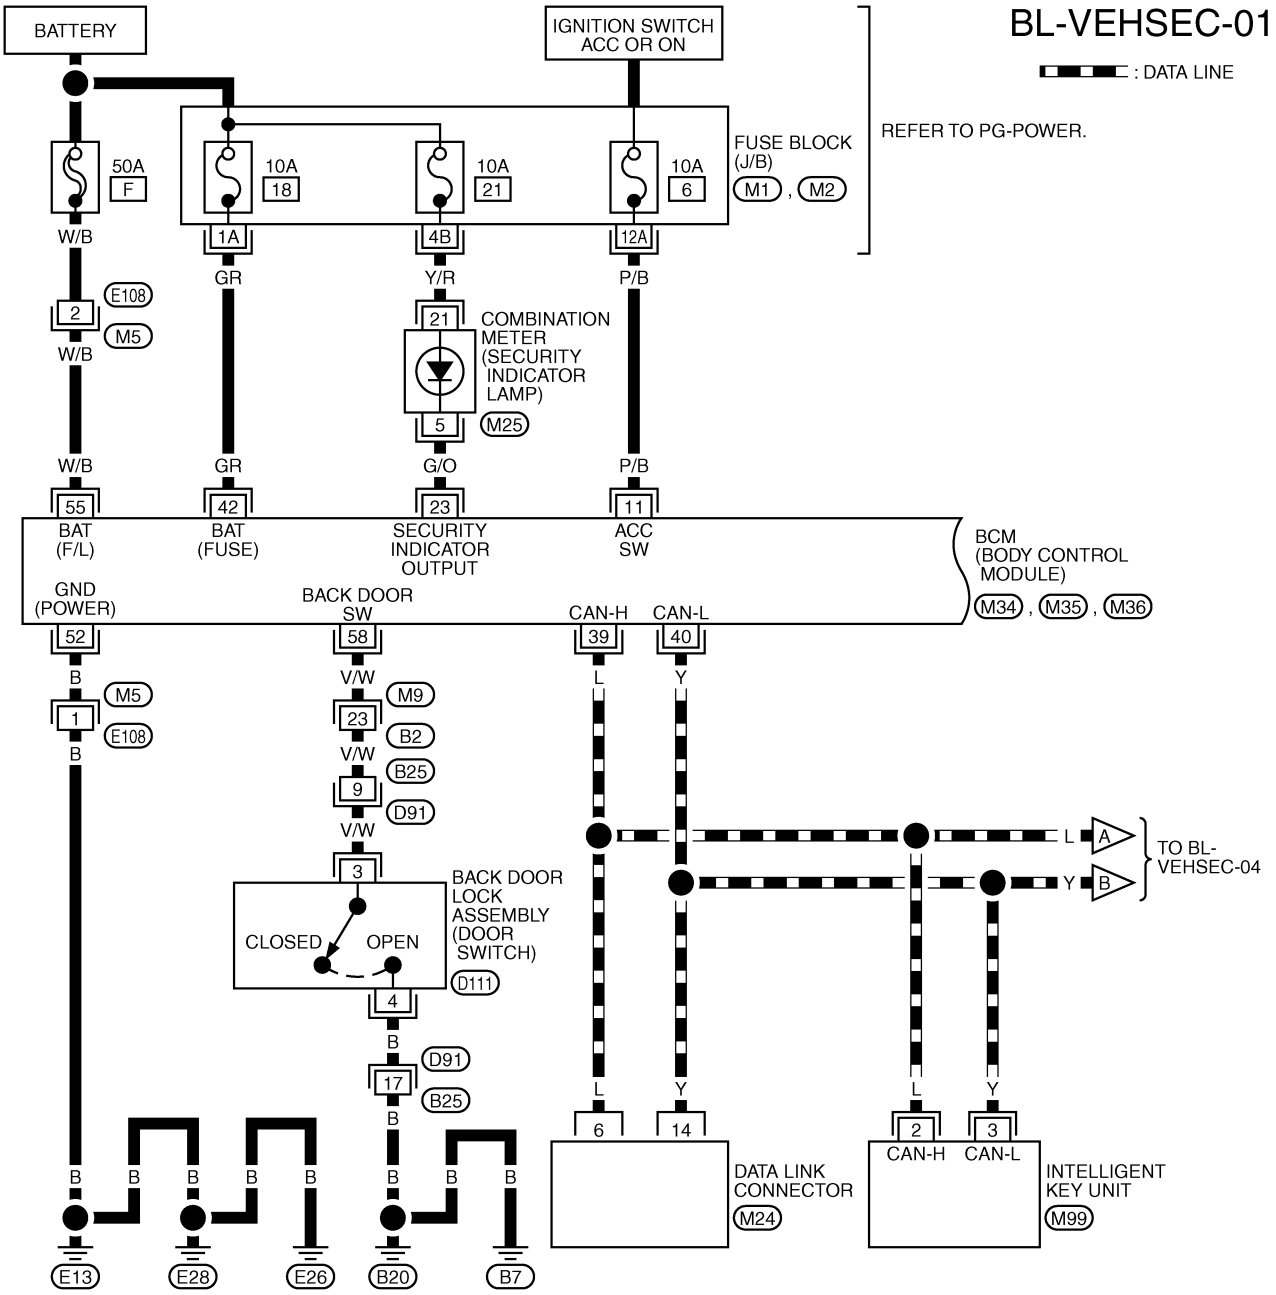 BL-VEHSEC-01
: DATA LINE
BATTERY
IGNITION SWITCH
ACC OR ON
REFER TO PG-POWER.
50A
F
10A
18
10A
21
10A
6
FUSE BLOCK
(J/B)
M1 , M2
1A
4B
12A
W/B
GR
Y/R
P/B
2
E108
M5
W/B
21
COMBINATION
METER
(SECURITY
INDICATOR
LAMP)
5
M25
W/B
GR
G/O
P/B
55
42
23
11
BAT
(F/L)
BAT
(FUSE)
SECURITY
INDICATOR
OUTPUT
ACC
SW
BCM
(BODY CONTROL
MODULE)
M34 , M35 , M36
GND
(POWER)
BACK DOOR
SW
CAN-H
CAN-L
52
58
39
40
B
V/W
L
Y
1
M5
E108
B
23
M9
B2
V/W
9
B25
D91
V/W
3
L
A
Y
B
TO BL-
VEHSEC-04
BACK DOOR
LOCK
ASSEMBLY
(DOOR
SWITCH)
D111
CLOSED
OPEN
4
B
17
D91
B25
B
L
Y
L
Y
6
14
2
3
CAN-H
CAN-L
DATA LINK
CONNECTOR
M24
INTELLIGENT
KEY UNIT
M99
B
B
B
B
B
B
B
B
E13
E28
E26
B20
B7